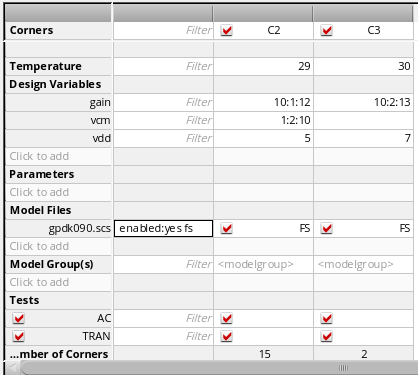 Corners Filter C2 C3
Temperature Filter 29 30
Design Variables
gain Filter 10:1:12 10:2:13
vcm Filter 1:2:10
vdd Filter 5 7
Click to add
Parameters
Click to add
Model Files
gpdk090.scs enabled:yes fs FS FS
Click to add
Model Group(s) Filter <modelgroup> <modelgroup>
Click to add
Tests
AC Filter
TRAN Filter
...mber of Corners 15 2